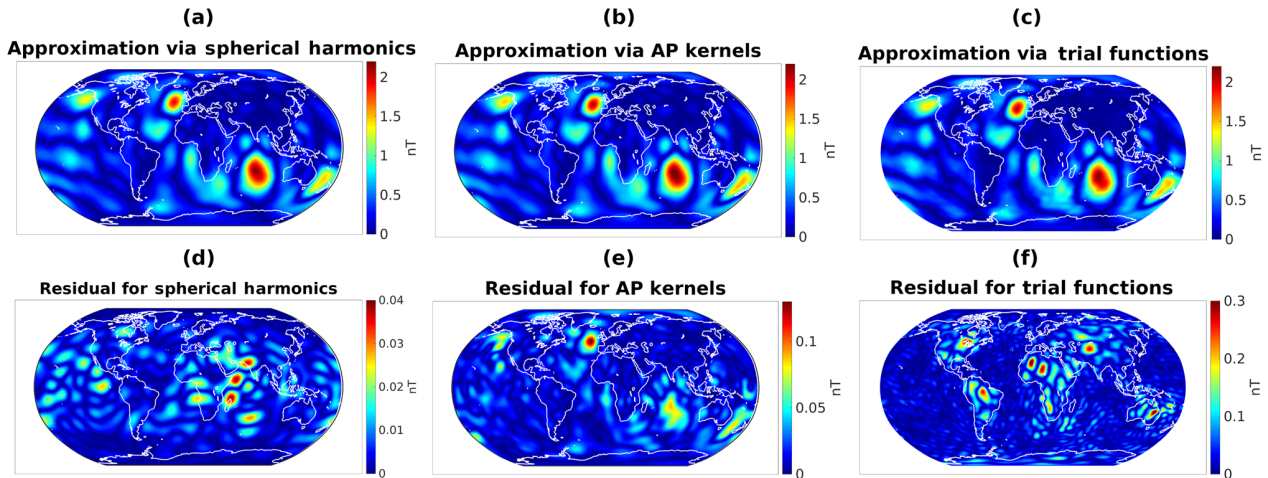 (a)
Approximation via spherical harmonics
2
1.5
1
0.5
0
nT
(b)
Approximation via AP kernels
2
1.5
1
0.5
0
nT
(c)
Approximation via trial functions
2
1.5
1
0.5
0
nT
(d)
Residual for spherical harmonics
0.04
0.03
0.02
0.01
0
nT
(e)
Residual for AP kernels
0.1
0.05
0
nT
(f)
Residual for trial functions
0.3
0.2
0.1
0
nT